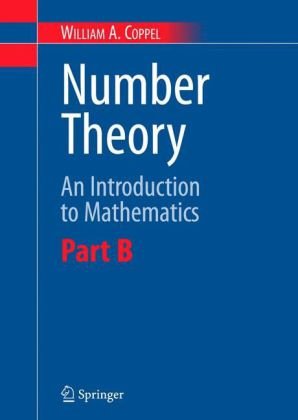 WILLIAM A. COPPEL
Number
Theory
An Introduction
to Mathematics
Part B
Springer